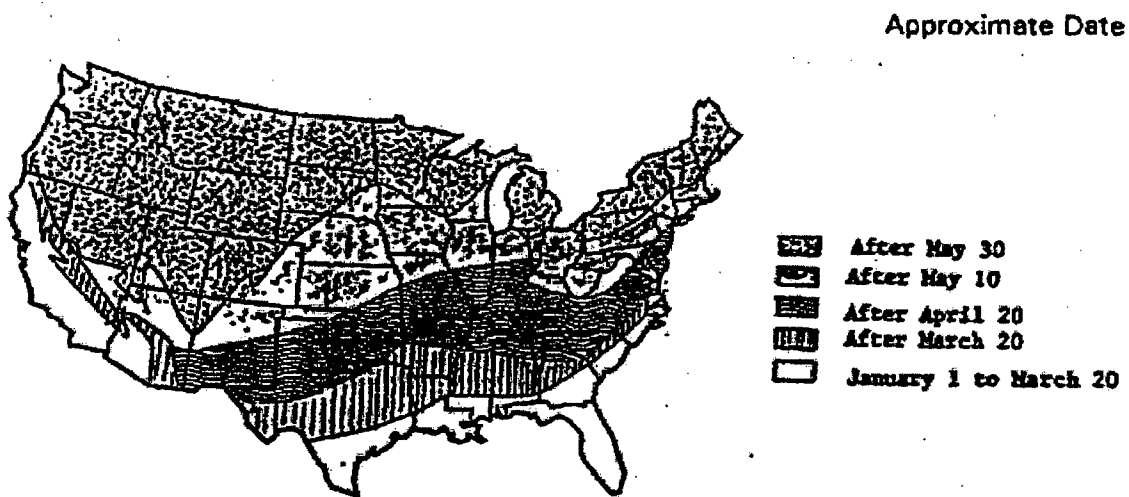 Approximate Date
After May 30
After May 10
After April 20
After March 20
January 1 to March 20